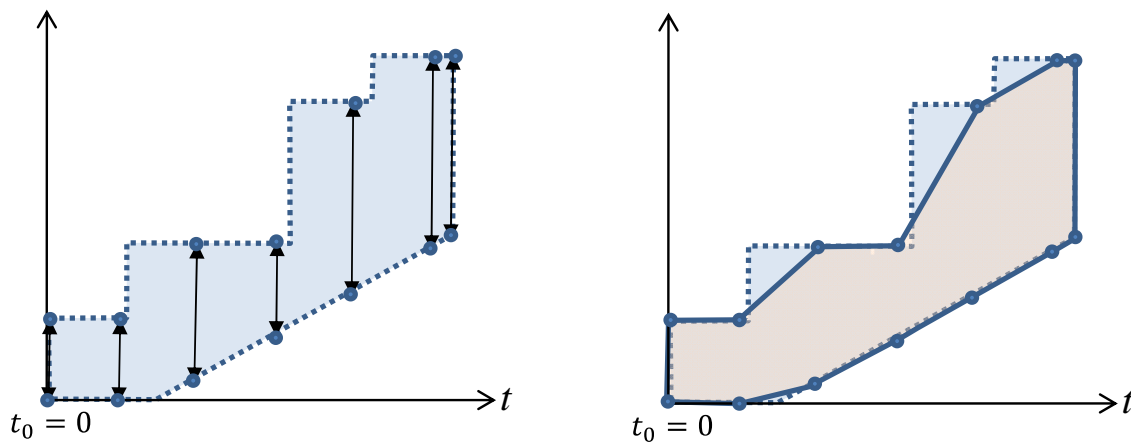 t
t₀ = 0
t
t₀ = 0